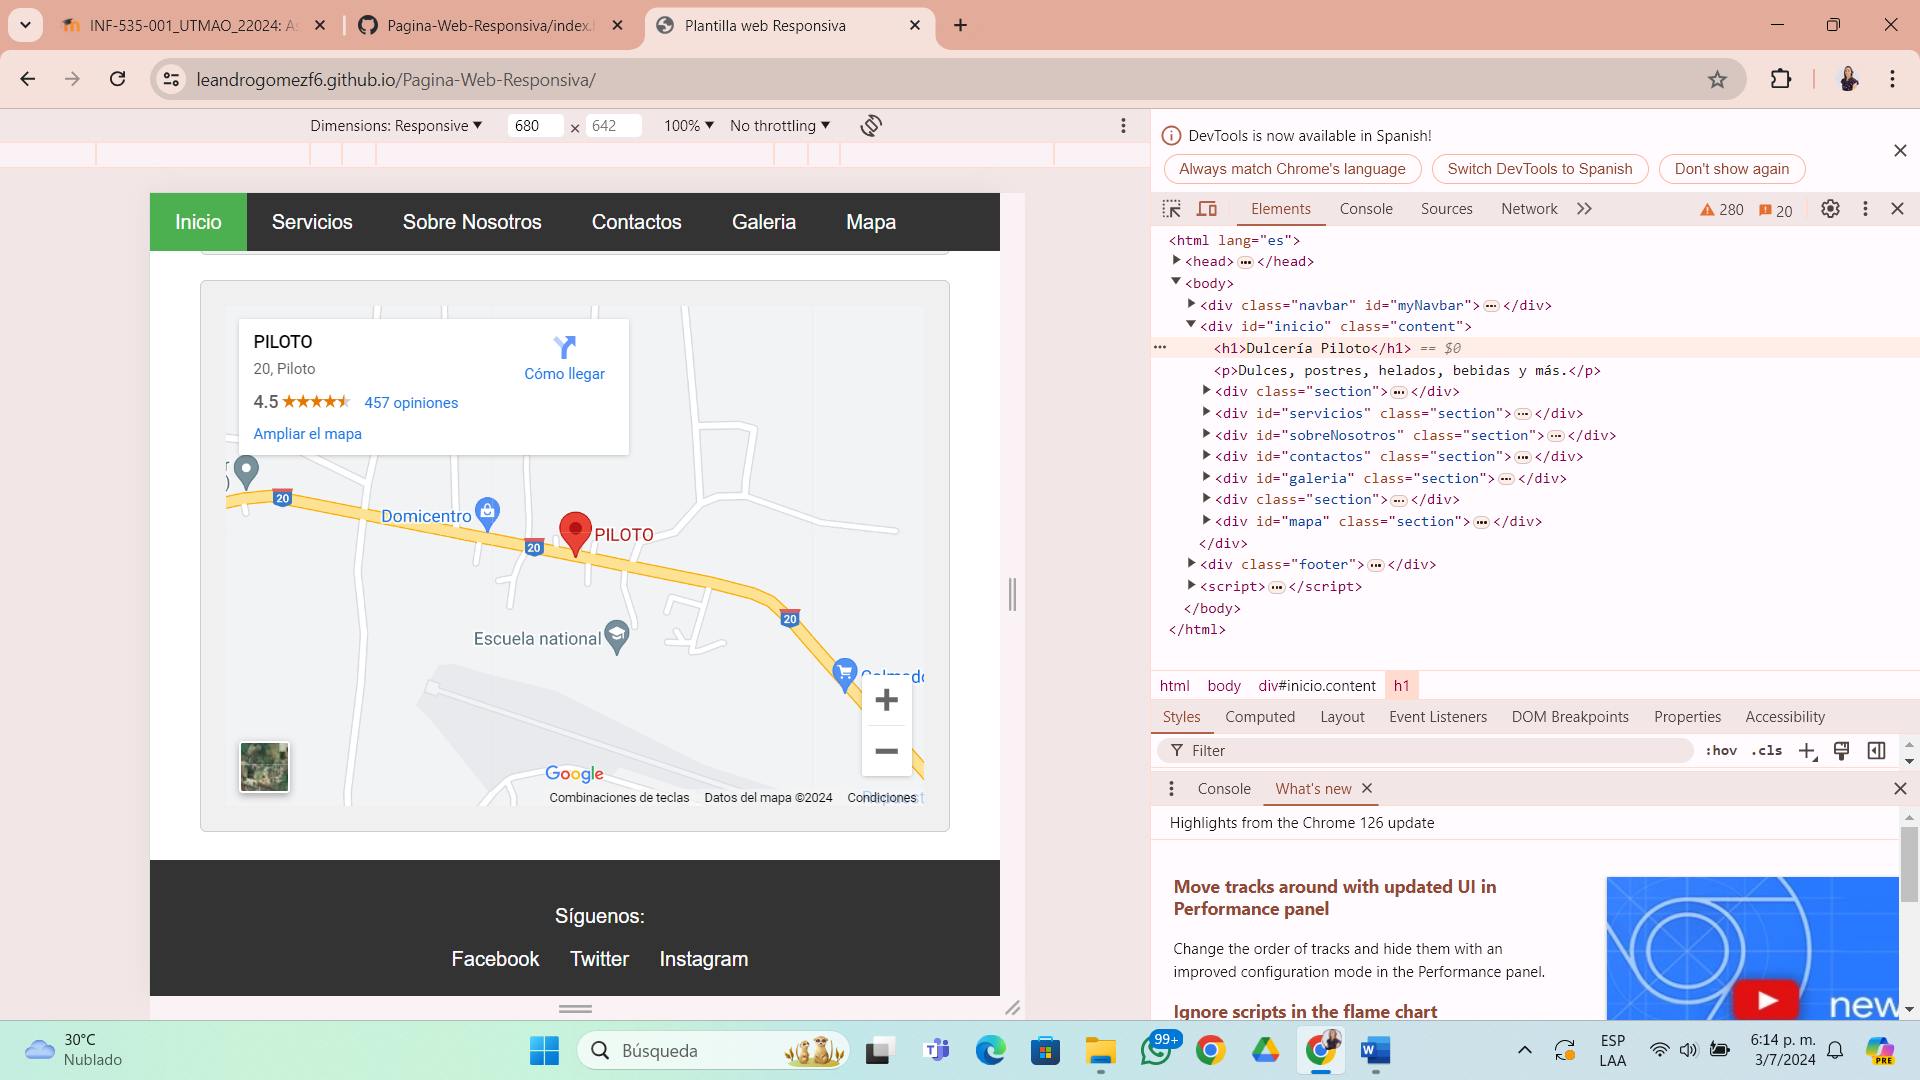 INF-535-001_UTMAO_22024: As
Pagina-Web-Responsiva/index.
Plantilla web Responsiva
leandrogomezf6.github.io/Pagina-Web-Responsiva/
Dimensions: Responsive ▼ 680 × 642 100% ▼ No throttling ▼
Inicio Servicios Sobre Nosotros Contactos Galeria Mapa
PILOTO
20, Piloto
Cómo llegar
4.5 ★★★★★ 457 opiniones
Ampliar el mapa
20
Domicentro
20
PILOTO
20
Escuela national
Google
Combinaciones de teclas Datos del mapa ©2024 Condiciones
Síguenos:
Facebook Twitter Instagram
DevTools is now available in Spanish!
Always match Chrome's language Switch DevTools to Spanish Don't show again
Elements Console Sources Network 280 20
<html lang="es">
<head> ··· </head>
<body>
<div class="navbar" id="myNavbar"> ··· </div>
<div id="inicio" class="content">
··· <h1>Dulcería Piloto</h1> == $0
<p>Dulces, postres, helados, bebidas y más.</p>
<div class="section"> ··· </div>
<div id="servicios" class="section"> ··· </div>
<div id="sobreNosotros" class="section"> ··· </div>
<div id="contactos" class="section"> ··· </div>
<div id="galeria" class="section"> ··· </div>
<div class="section"> ··· </div>
<div id="mapa" class="section"> ··· </div>
</div>
<div class="footer"> ··· </div>
<script> ··· </script>
</body>
</html>
html body div#inicio.content h1
Styles Computed Layout Event Listeners DOM Breakpoints Properties Accessibility
Filter :hov .cls
Console What's new
Highlights from the Chrome 126 update
Move tracks around with updated UI in
Performance panel
Change the order of tracks and hide them with an
improved configuration mode in the Performance panel.
Ignore scripts in the flame chart
new
30°C
Nublado
Búsqueda
99+
ESP
LAA
6:14 p. m.
3/7/2024
PRE